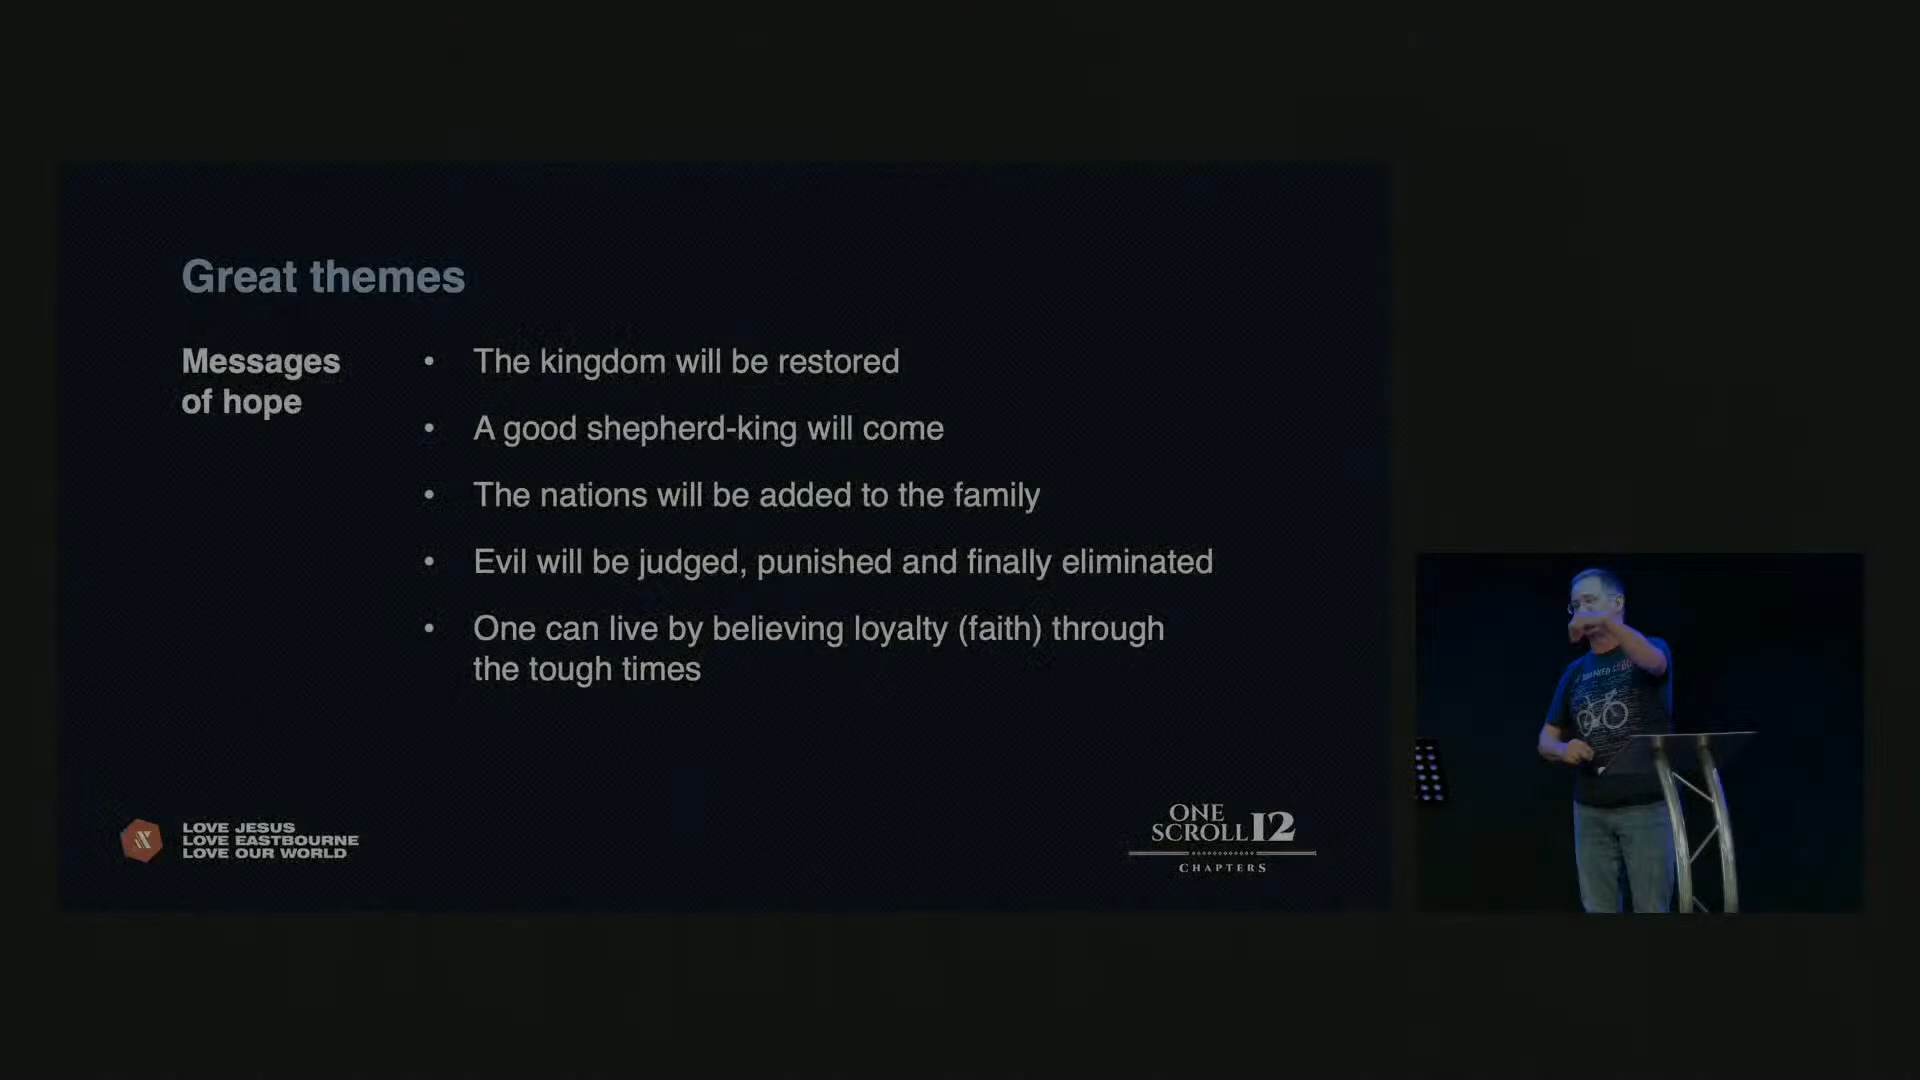 Great themes
Messages
of hope
• The kingdom will be restored
• A good shepherd-king will come
• The nations will be added to the family
• Evil will be judged, punished and finally eliminated
• One can live by believing loyalty (faith) through
the tough times
LOVE JESUS
LOVE EASTBOURNE
LOVE OUR WORLD
ONE
SCROLL 12
CHAPTERS